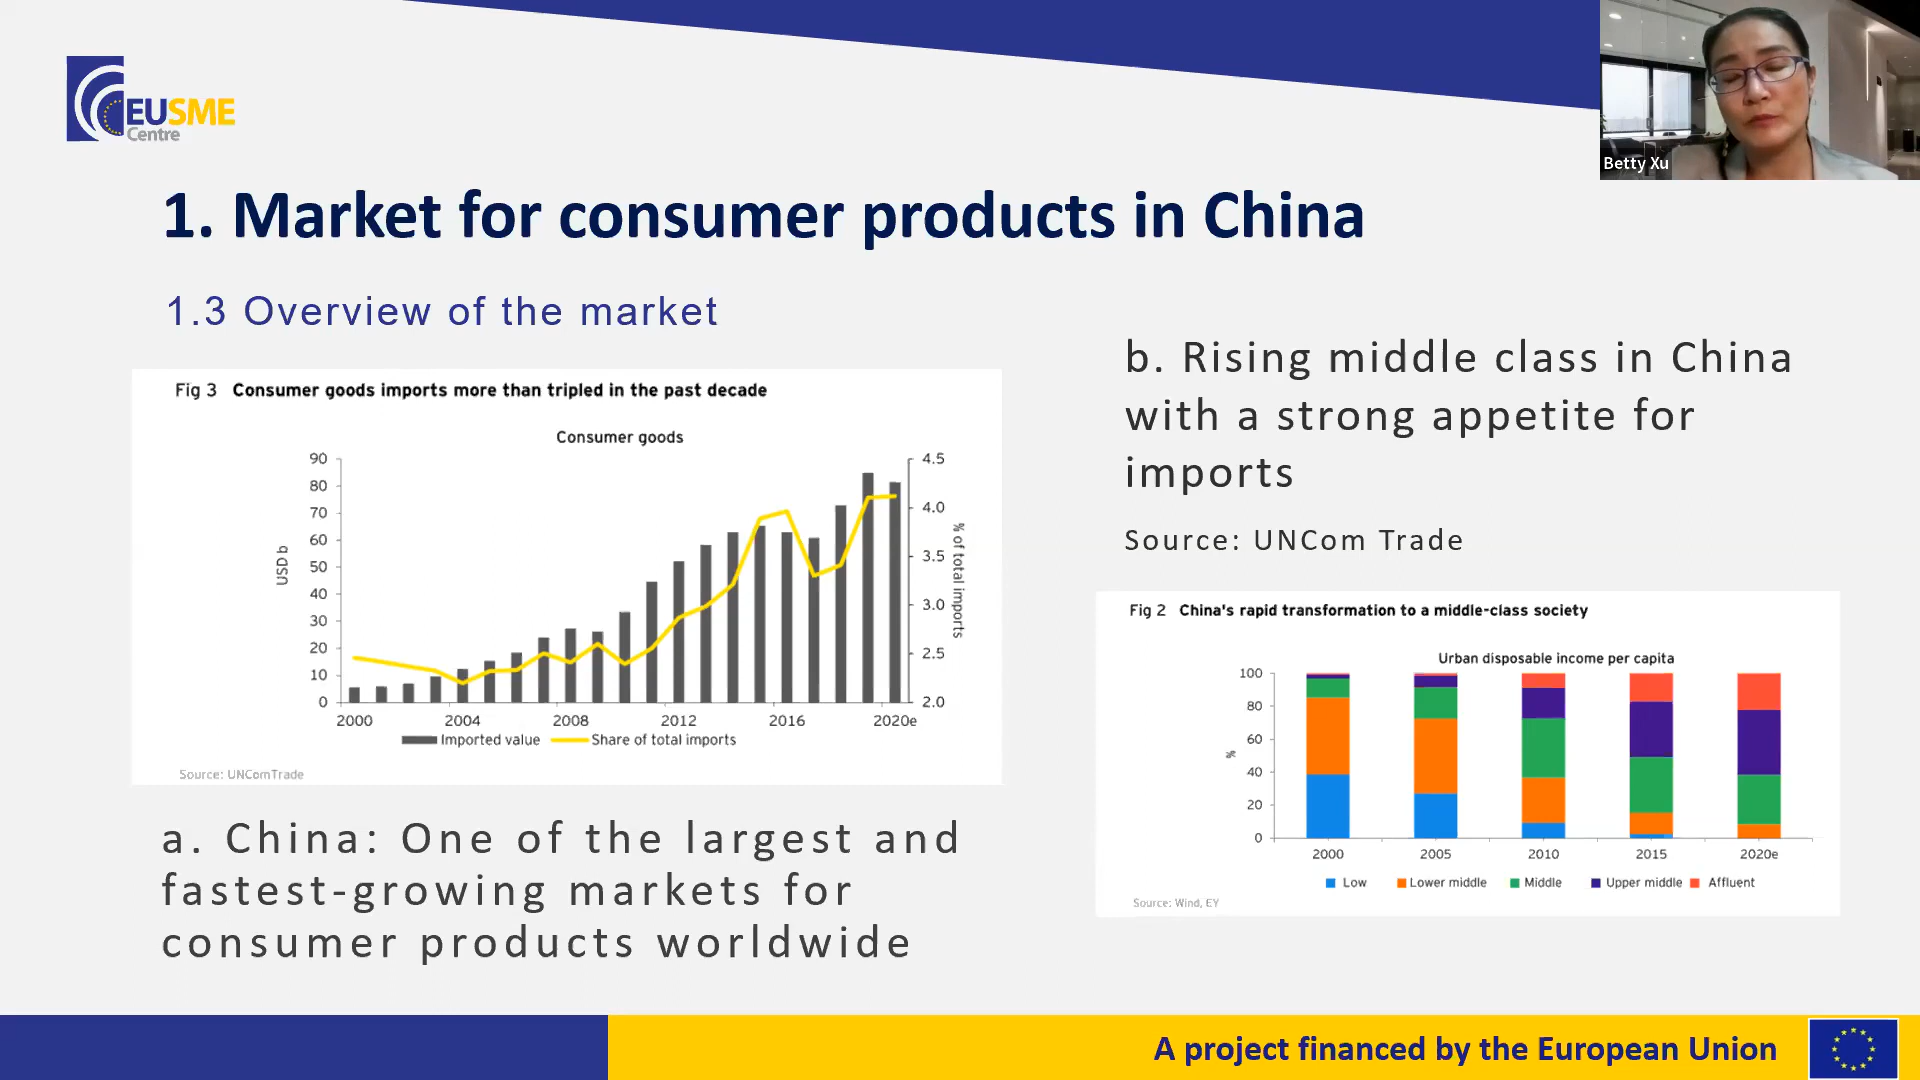 EUSME
Centre
Betty Xu
1. Market for consumer products in China
1.3 Overview of the market
Fig 3 Consumer goods imports more than tripled in the past decade
Consumer goods
90
80
70
60
50
40
30
20
10
0
USD b
4.5
4.0
3.5
3.0
2.5
2.0
% of total imports
2000 2004 2008 2012 2016 2020e
Imported value Share of total imports
Source: UNComTrade
a. China: One of the largest and
fastest-growing markets for
consumer products worldwide
b. Rising middle class in China
with a strong appetite for
imports
Source: UNCom Trade
Fig 2 China's rapid transformation to a middle-class society
Urban disposable income per capita
100
80
60
40
20
0
%
2000 2005 2010 2015 2020e
Low Lower middle Middle Upper middle Affluent
Source: Wind, EY
A project financed by the European Union